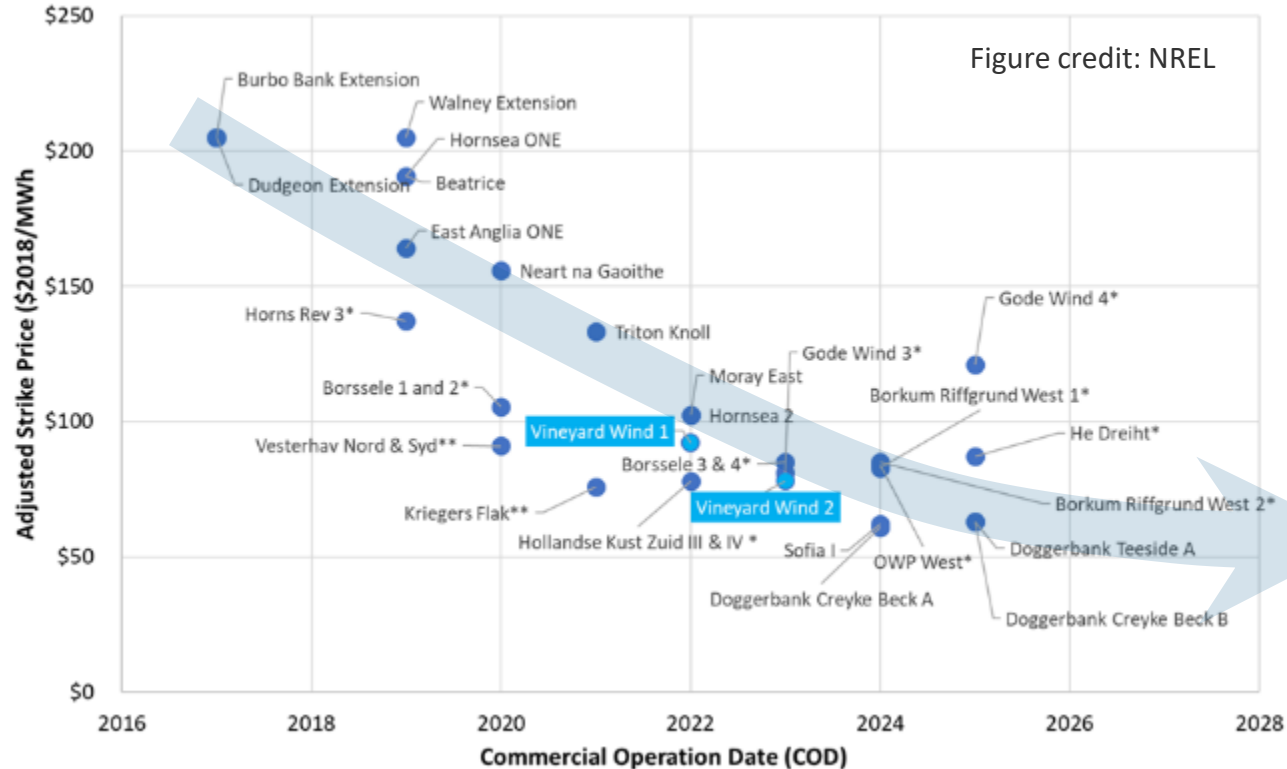 $250
Figure credit: NREL
Burbo Bank Extension
Walney Extension
$200
Hornsea ONE
Dudgeon Extension
Beatrice
East Anglia ONE
Neart na Gaoithe
$150
Gode Wind 4*
Horns Rev 3*
Triton Knoll
Gode Wind 3*
Moray East
Borkum Riffgrund West 1*
Borssele 1 and 2*
$100
Hornsea 2
Vineyard Wind 1
He Dreiht*
Vesterhav Nord & Syd**
Borssele 3 & 4*
Vineyard Wind 2
Borkum Riffgrund West 2*
Kriegers Flak**
Hollandse Kust Zuid III & IV *
$50
Sofia I
Doggerbank Teeside A
OWP West*
Doggerbank Creyke Beck A
Doggerbank Creyke Beck B
$0
2016 2018 2020 2022 2024 2026 2028
Commercial Operation Date (COD)
Adjusted Strike Price ($2018/MWh